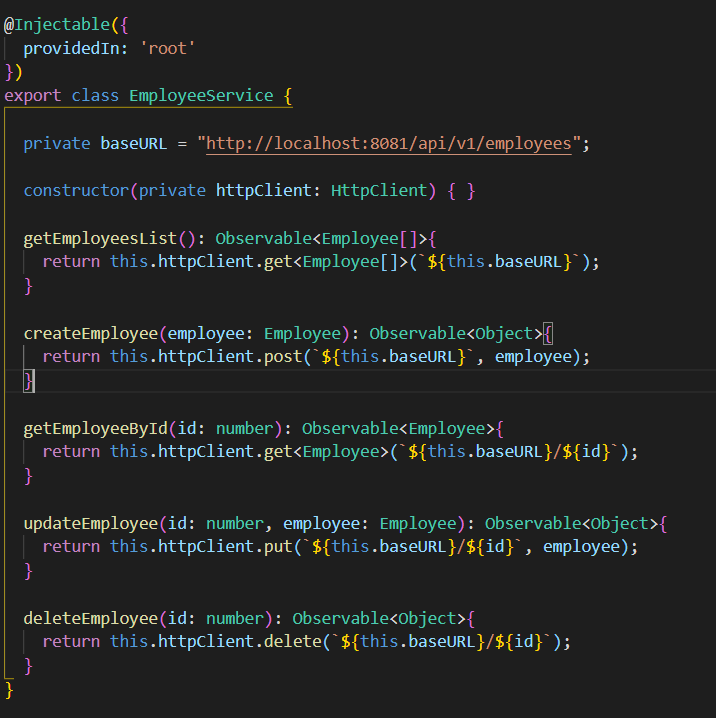 @Injectable({
  providedIn: 'root'
})
export class EmployeeService {
  private baseURL = "http://localhost:8081/api/v1/employees";
  constructor(private httpClient: HttpClient) { }
  getEmployeesList(): Observable<Employee[]>{
    return this.httpClient.get<Employee[]>(`${this.baseURL}`);
  }
  createEmployee(employee: Employee): Observable<Object>{
    return this.httpClient.post(`${this.baseURL}`, employee);
  }
  getEmployeeById(id: number): Observable<Employee>{
    return this.httpClient.get<Employee>(`${this.baseURL}/${id}`);
  }
  updateEmployee(id: number, employee: Employee): Observable<Object>{
    return this.httpClient.put(`${this.baseURL}/${id}`, employee);
  }
  deleteEmployee(id: number): Observable<Object>{
    return this.httpClient.delete(`${this.baseURL}/${id}`);
  }
}